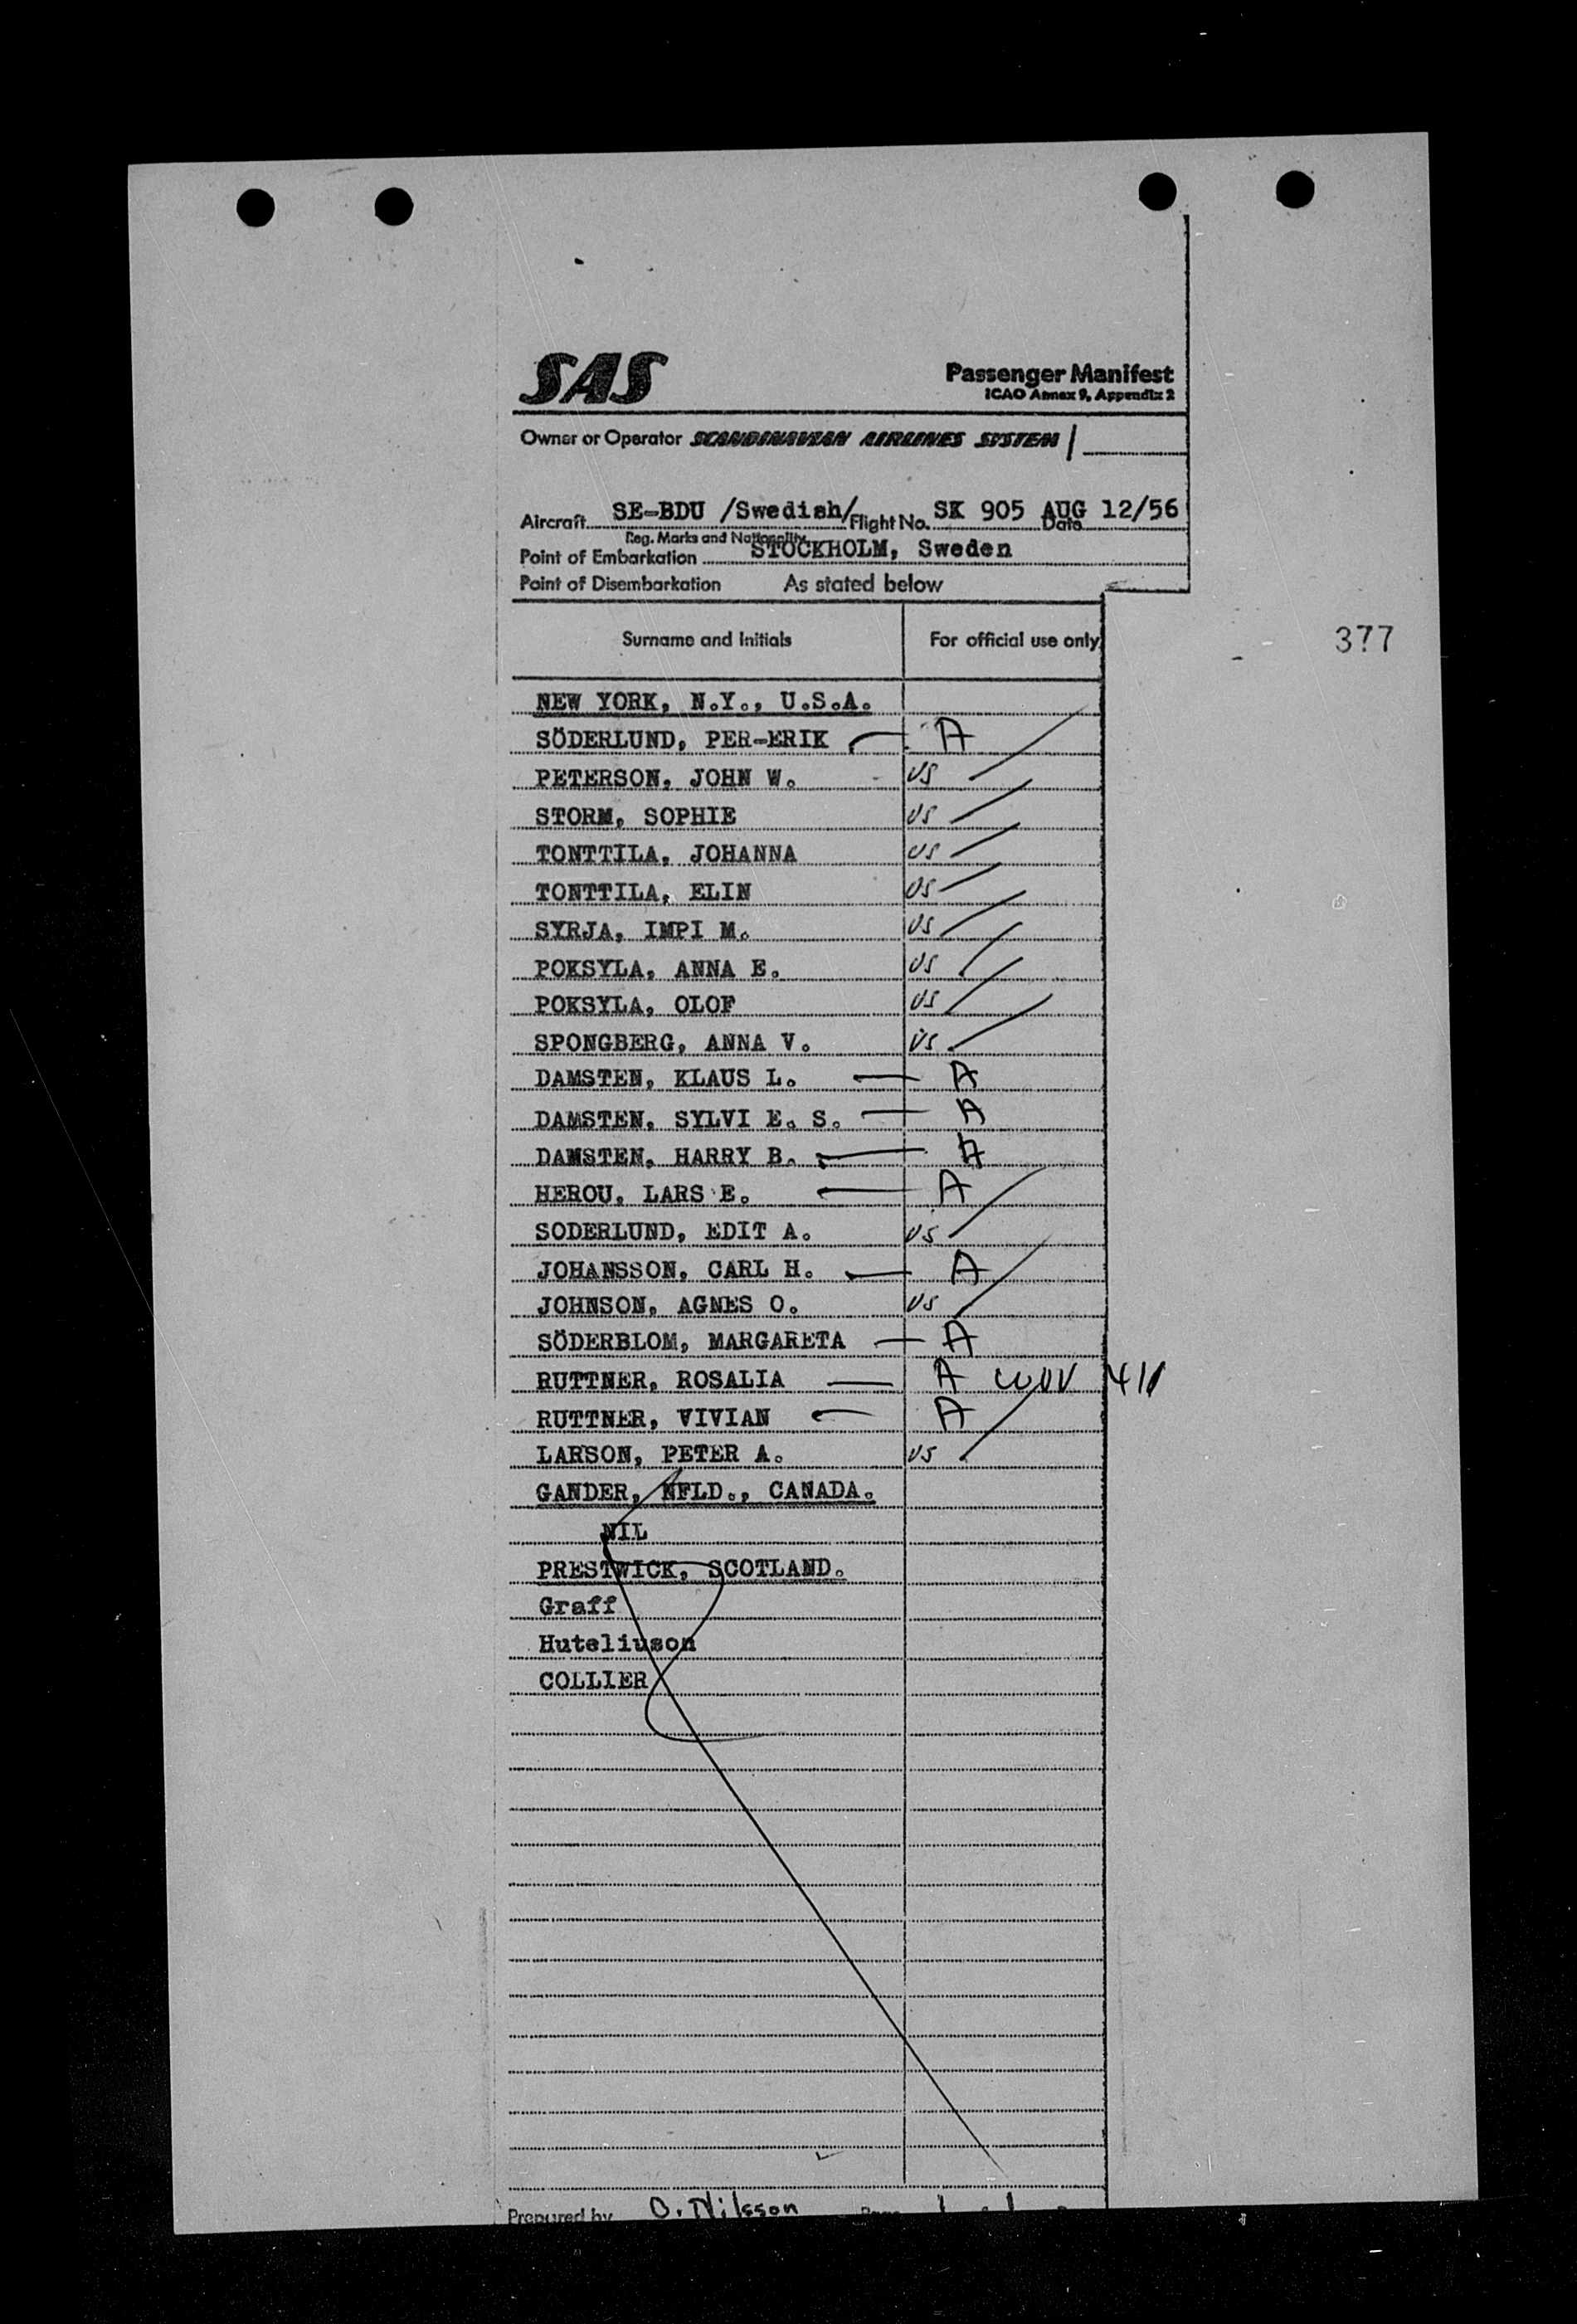 SAS
Passenger Manifest
ICAO Annex 9, Appendix 2
Owner or Operator SCANDINAVIAN AIRLINES SYSTEM
Aircraft SE-BDU /Swedish/ Flight No. SK 905 AUG 12/56 Date
Reg. Marks and Nationality
Point of Embarkation STOCKHOLM, Sweden
Point of Disembarkation As stated below
Surname and Initials For official use only
377
NEW YORK, N.Y., U.S.A.
SÖDERLUND, PER-ERIK A
PETERSON, JOHN W. US
STORM, SOPHIE US
TONTTILA, JOHANNA US
TONTTILA, ELIN US
SYRJA, IMPI M. US
POKSYLA, ANNA E. US
POKSYLA, OLOF US
SPONGBERG, ANNA V. US
DAMSTEN, KLAUS L. A
DAMSTEN, SYLVI E. S. A
DAMSTEN, HARRY B. A
HEROU, LARS E. A
SODERLUND, EDIT A. US
JOHANSSON, CARL H. A
JOHNSON, AGNES O. US
SÖDERBLOM, MARGARETA A
RUTTNER, ROSALIA A
RUTTNER, VIVIAN A
LARSON, PETER A. US
GANDER, NFLD., CANADA.
NIL
PRESTWICK, SCOTLAND.
Graff
Huteliuson
COLLIER
Prepared by O. Nilsson